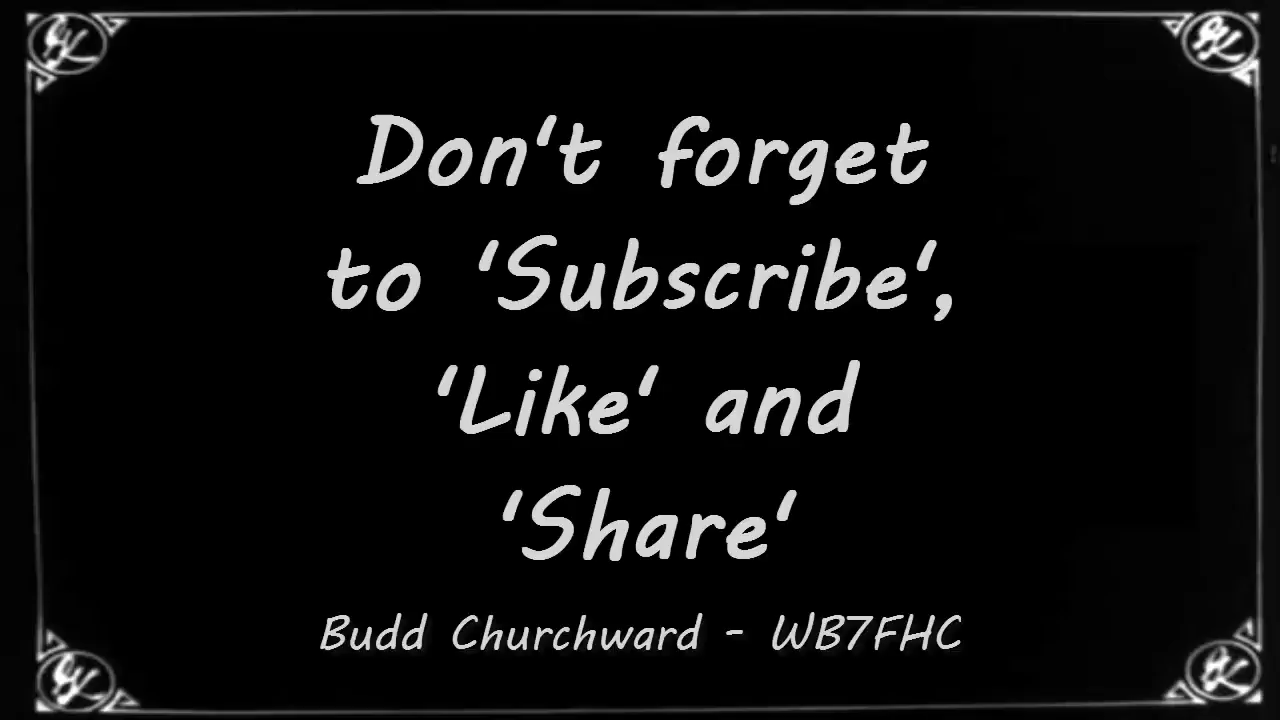 Don't forget
to 'Subscribe',
'Like' and
'Share'
Budd Churchward - WB7FHC